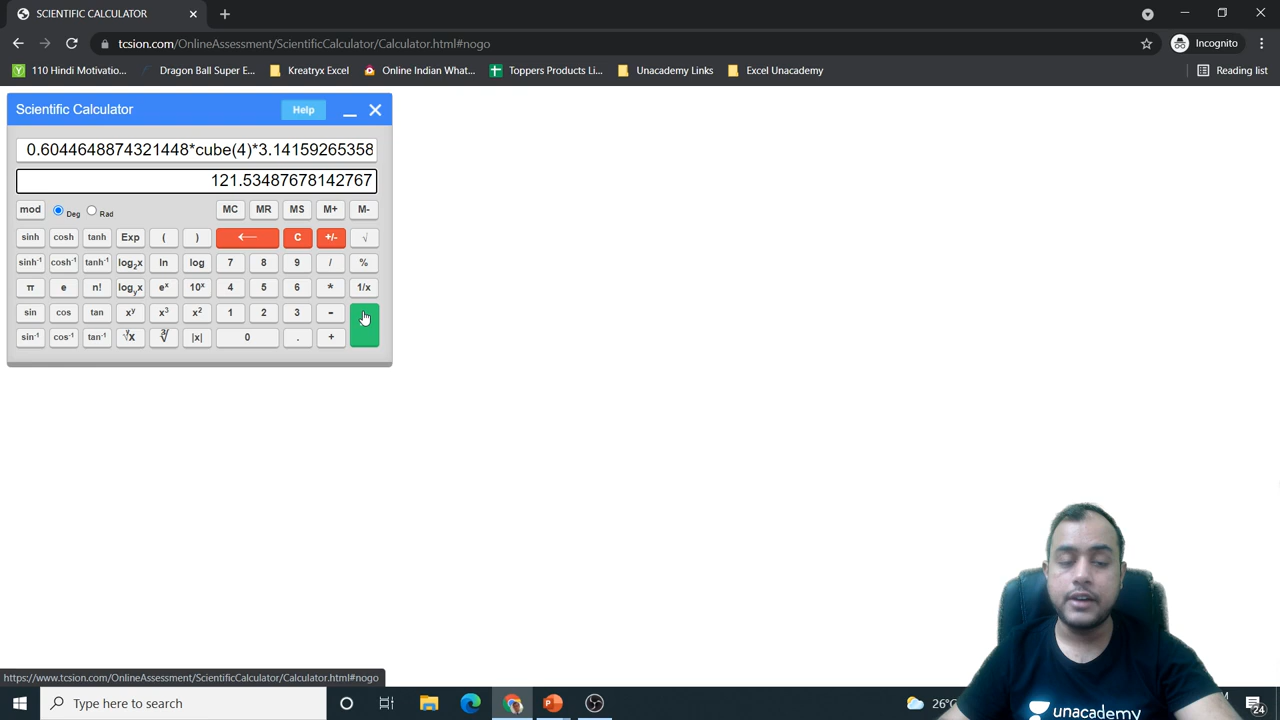 SCIENTIFIC CALCULATOR
tcsion.com/OnlineAssessment/ScientificCalculator/Calculator.html#nogo
Incognito
110 Hindi Motivatio...
Dragon Ball Super E...
Kreatryx Excel
Online Indian What...
Toppers Products Li...
Unacademy Links
Excel Unacademy
Reading list
Scientific Calculator
Help
0.6044648874321448*cube(4)*3.14159265358
121.53487678142767
mod Deg Rad MC MR MS M+ M-
sinh cosh tanh Exp ( ) C +/- √
sinh⁻¹ cosh⁻¹ tanh⁻¹ log₂x ln log 7 8 9 / %
π e n! logᵧx eˣ 10ˣ 4 5 6 * 1/x
sin cos tan xʸ x³ x² 1 2 3 -
sin⁻¹ cos⁻¹ tan⁻¹ ʸ√x ³√ |x| 0 . +
https://www.tcsion.com/OnlineAssessment/ScientificCalculator/Calculator.html#nogo
Type here to search
26°
24
unacademy